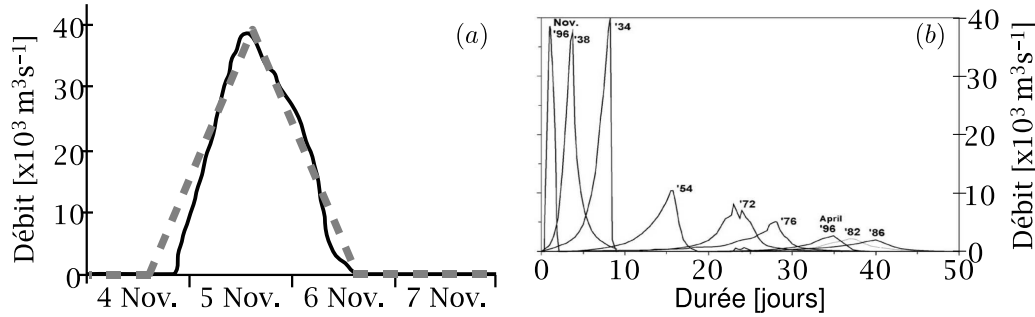 Débit [x10³ m³s⁻¹]
40
30
20
10
0
4 Nov. 5 Nov. 6 Nov. 7 Nov.
(a)
Nov.
'96
'38
'34
'54
'72
'76
April
'96
'82
'86
(b)
40
30
20
10
0
Débit [x10³ m³s⁻¹]
0 10 20 30 40 50
Durée [jours]